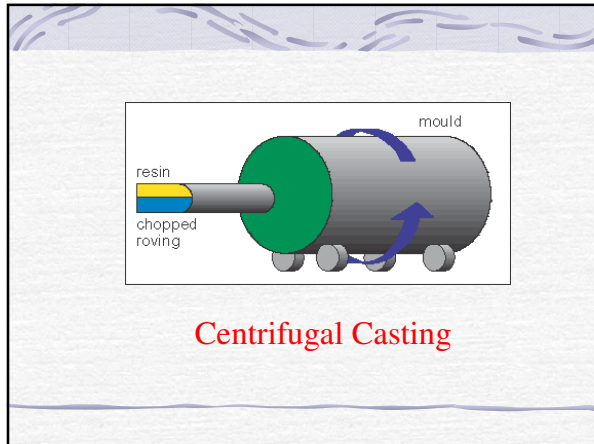 mould
resin
chopped
roving
Centrifugal Casting